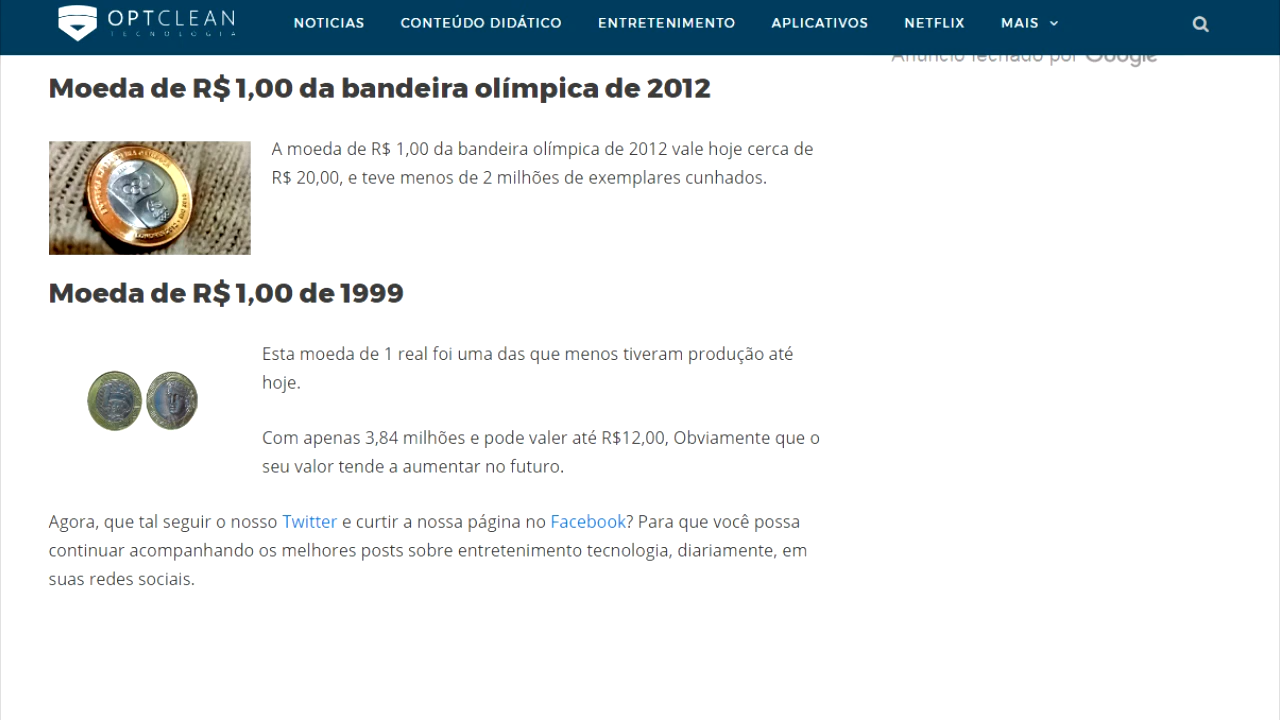 OPTCLEAN
TECNOLOGIA
NOTICIAS
CONTEÚDO DIDÁTICO
ENTRETENIMENTO
APLICATIVOS
NETFLIX
MAIS
Anúncio fechado por Google
Moeda de R$ 1,00 da bandeira olímpica de 2012
A moeda de R$ 1,00 da bandeira olímpica de 2012 vale hoje cerca de
R$ 20,00, e teve menos de 2 milhões de exemplares cunhados.
Moeda de R$ 1,00 de 1999
Esta moeda de 1 real foi uma das que menos tiveram produção até
hoje.
Com apenas 3,84 milhões e pode valer até R$12,00, Obviamente que o
seu valor tende a aumentar no futuro.
Agora, que tal seguir o nosso Twitter e curtir a nossa página no Facebook? Para que você possa
continuar acompanhando os melhores posts sobre entretenimento tecnologia, diariamente, em
suas redes sociais.